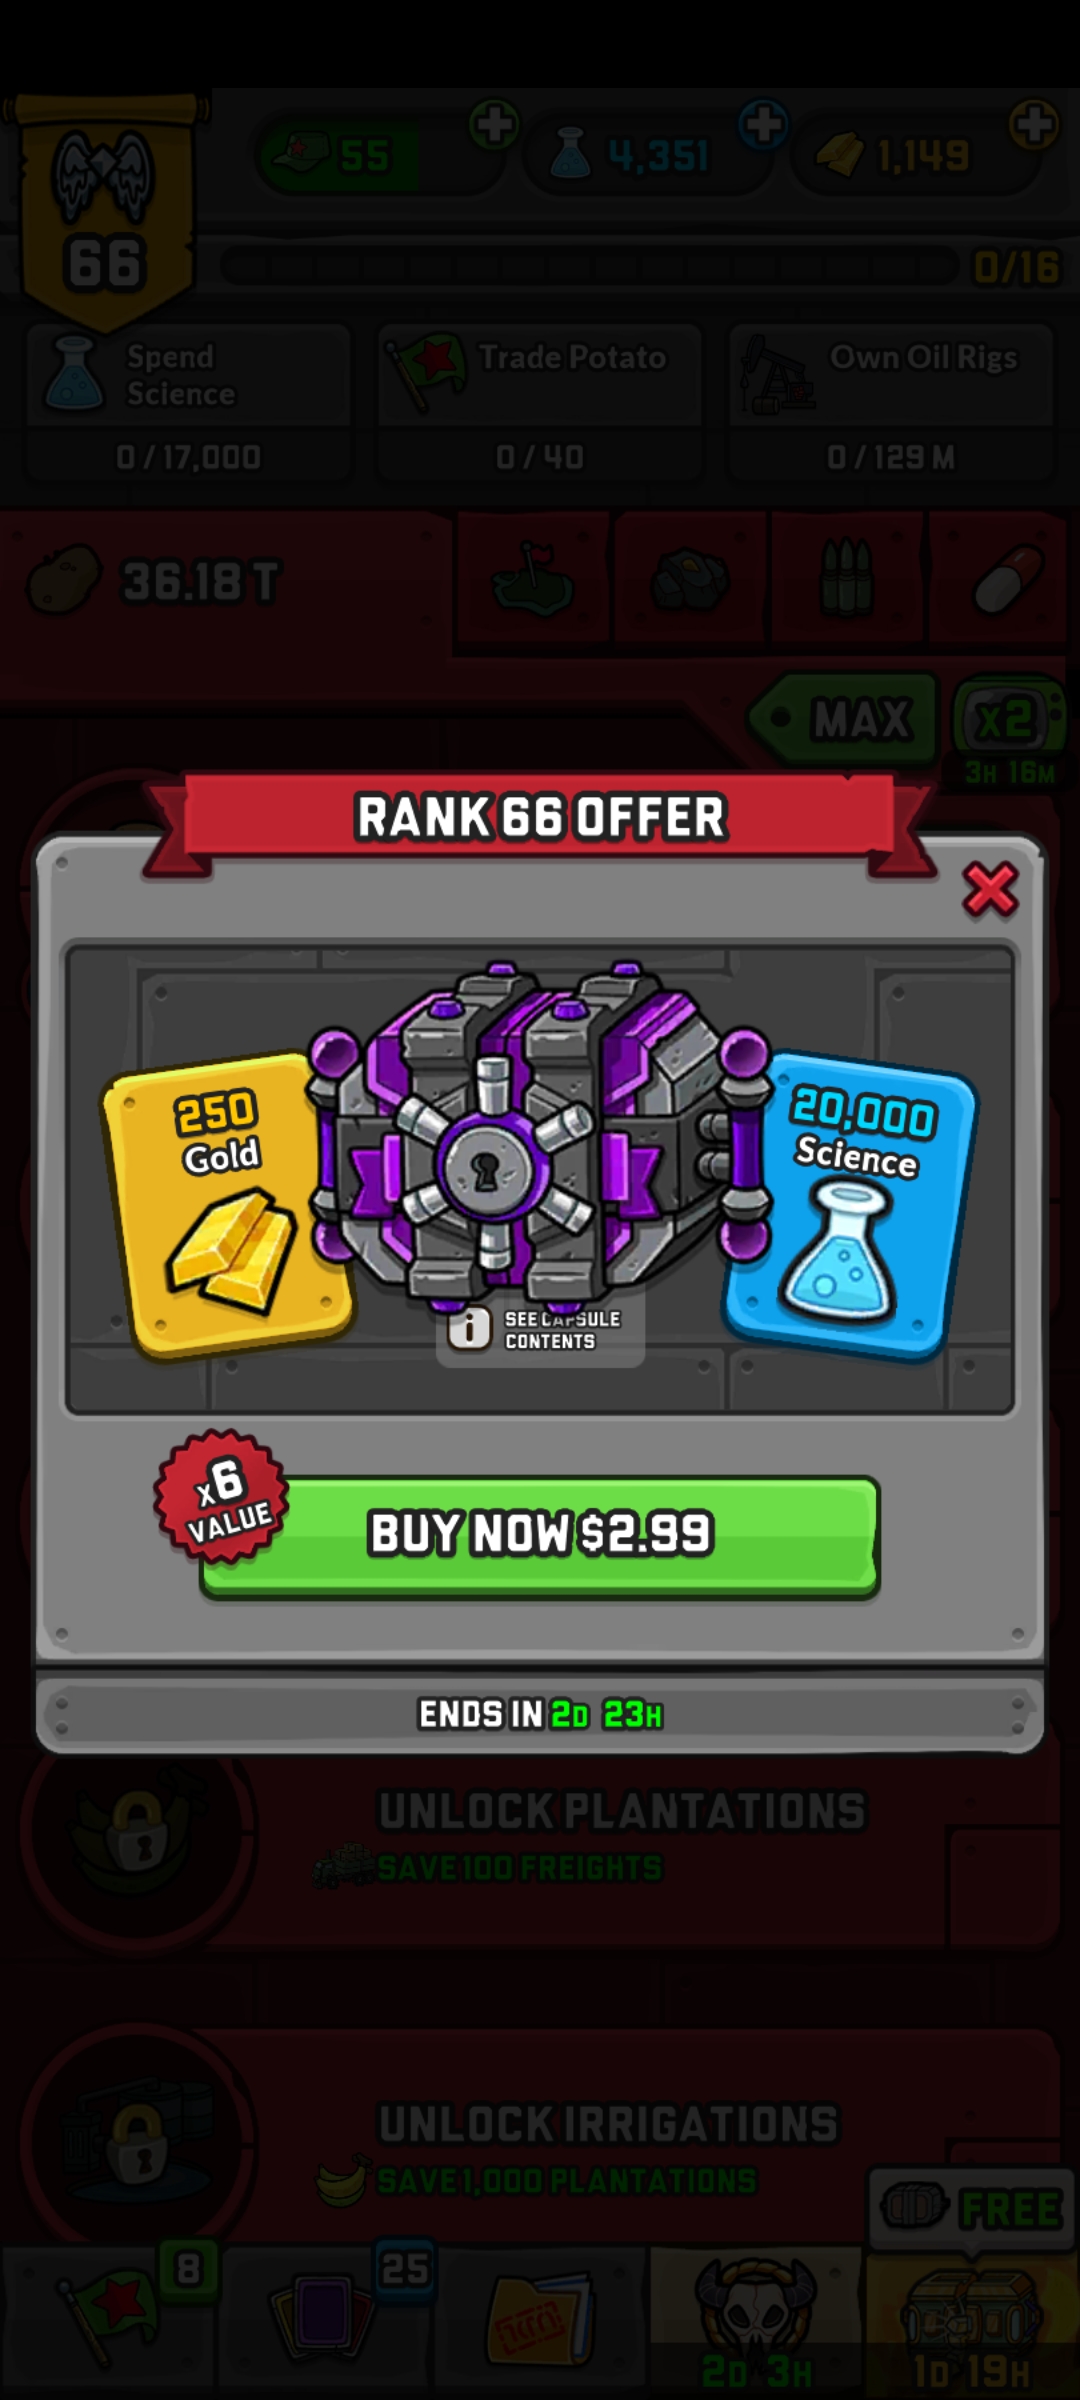 55
4,351
1,149
66
0/16
Spend
Science
0 / 17,000
Trade Potato
0 / 40
Own Oil Rigs
0 / 129 M
36.18 T
MAX
x2
3H 16M
RANK 66 OFFER
250
Gold
20,000
Science
SEE CAPSULE
CONTENTS
x6
VALUE
BUY NOW $2.99
ENDS IN 2D 23H
UNLOCK PLANTATIONS
SAVE 100 FREIGHTS
UNLOCK IRRIGATIONS
SAVE 1,000 PLANTATIONS
FREE
8
25
2D 3H
1D 19H